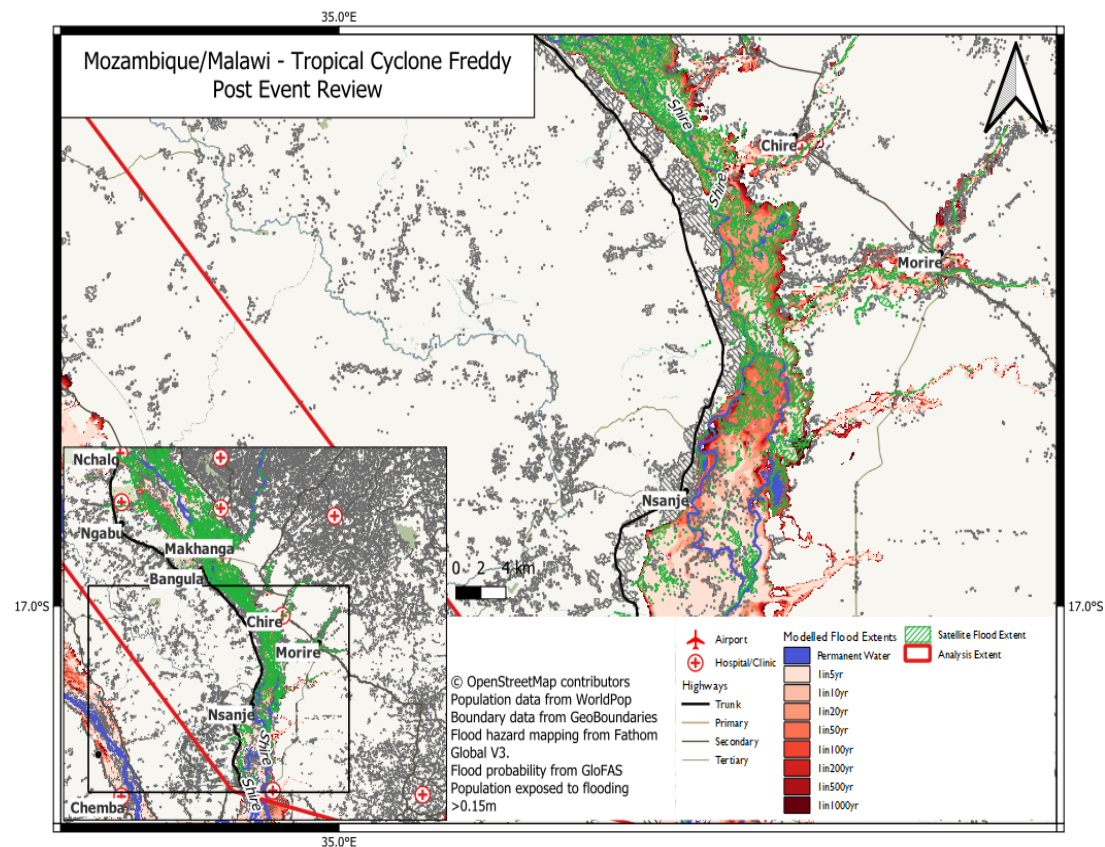 35.0°E
Mozambique/Malawi - Tropical Cyclone Freddy
Post Event Review
Shire
Chire
Shire
Morire
Nsanje
Nchalo
Ngabu
Makhanga
Bangula
Chire
Morire
Nsanje
Shire
Shire
Chemba
0 2 4 km
17.0°S
17.0°S
© OpenStreetMap contributors
Population data from WorldPop
Boundary data from GeoBoundaries
Flood hazard mapping from Fathom
Global V3.
Flood probability from GloFAS
Population exposed to flooding
>0.15m
Airport
Hospital/Clinic
Highways
Trunk
Primary
Secondary
Tertiary
Modelled Flood Extents
Permanent Water
1in5yr
1in10yr
1in20yr
1in50yr
1in100yr
1in200yr
1in500yr
1in1000yr
Satellite Flood Extent
Analysis Extent
35.0°E